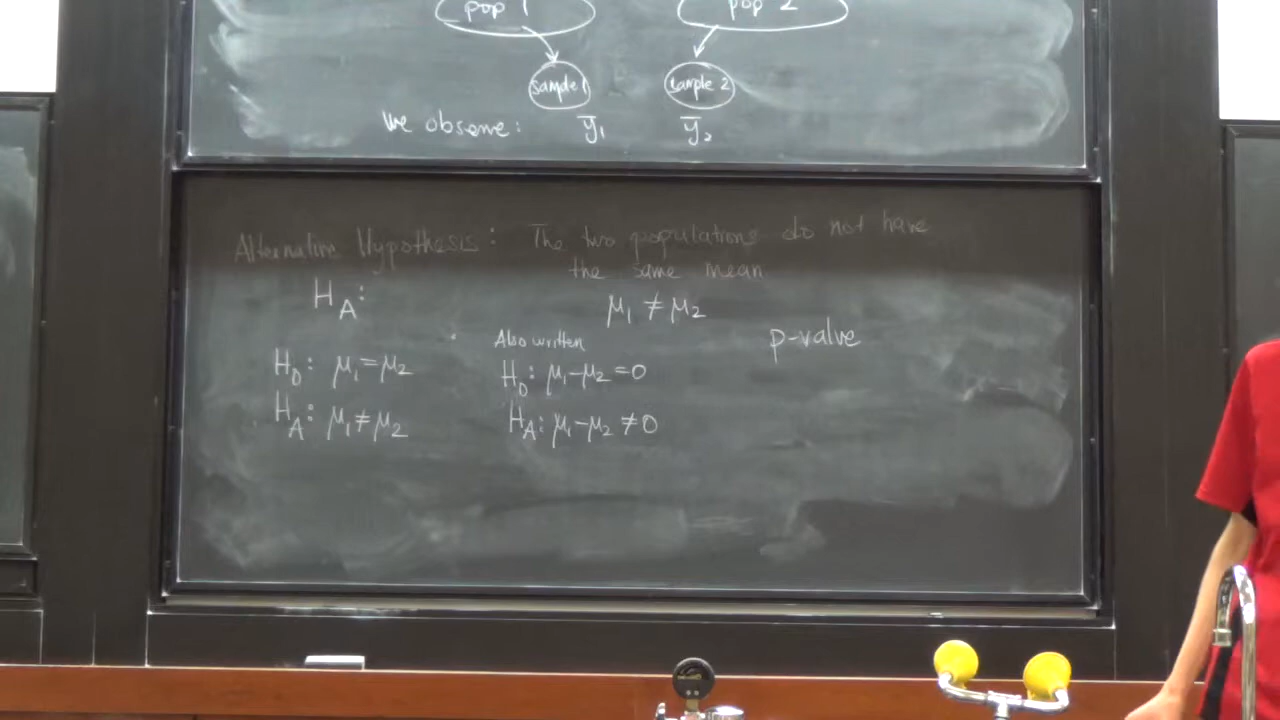 pop 1 pop 2
sample 1 sample 2
We observe: ȳ₁ ȳ₂
Alternative Hypothesis: The two populations do not have
the same mean
H_A: μ₁ ≠ μ₂
Also written p-value
H₀: μ₁ = μ₂ H₀: μ₁-μ₂ = 0
H_A: μ₁ ≠ μ₂ H_A: μ₁-μ₂ ≠ 0